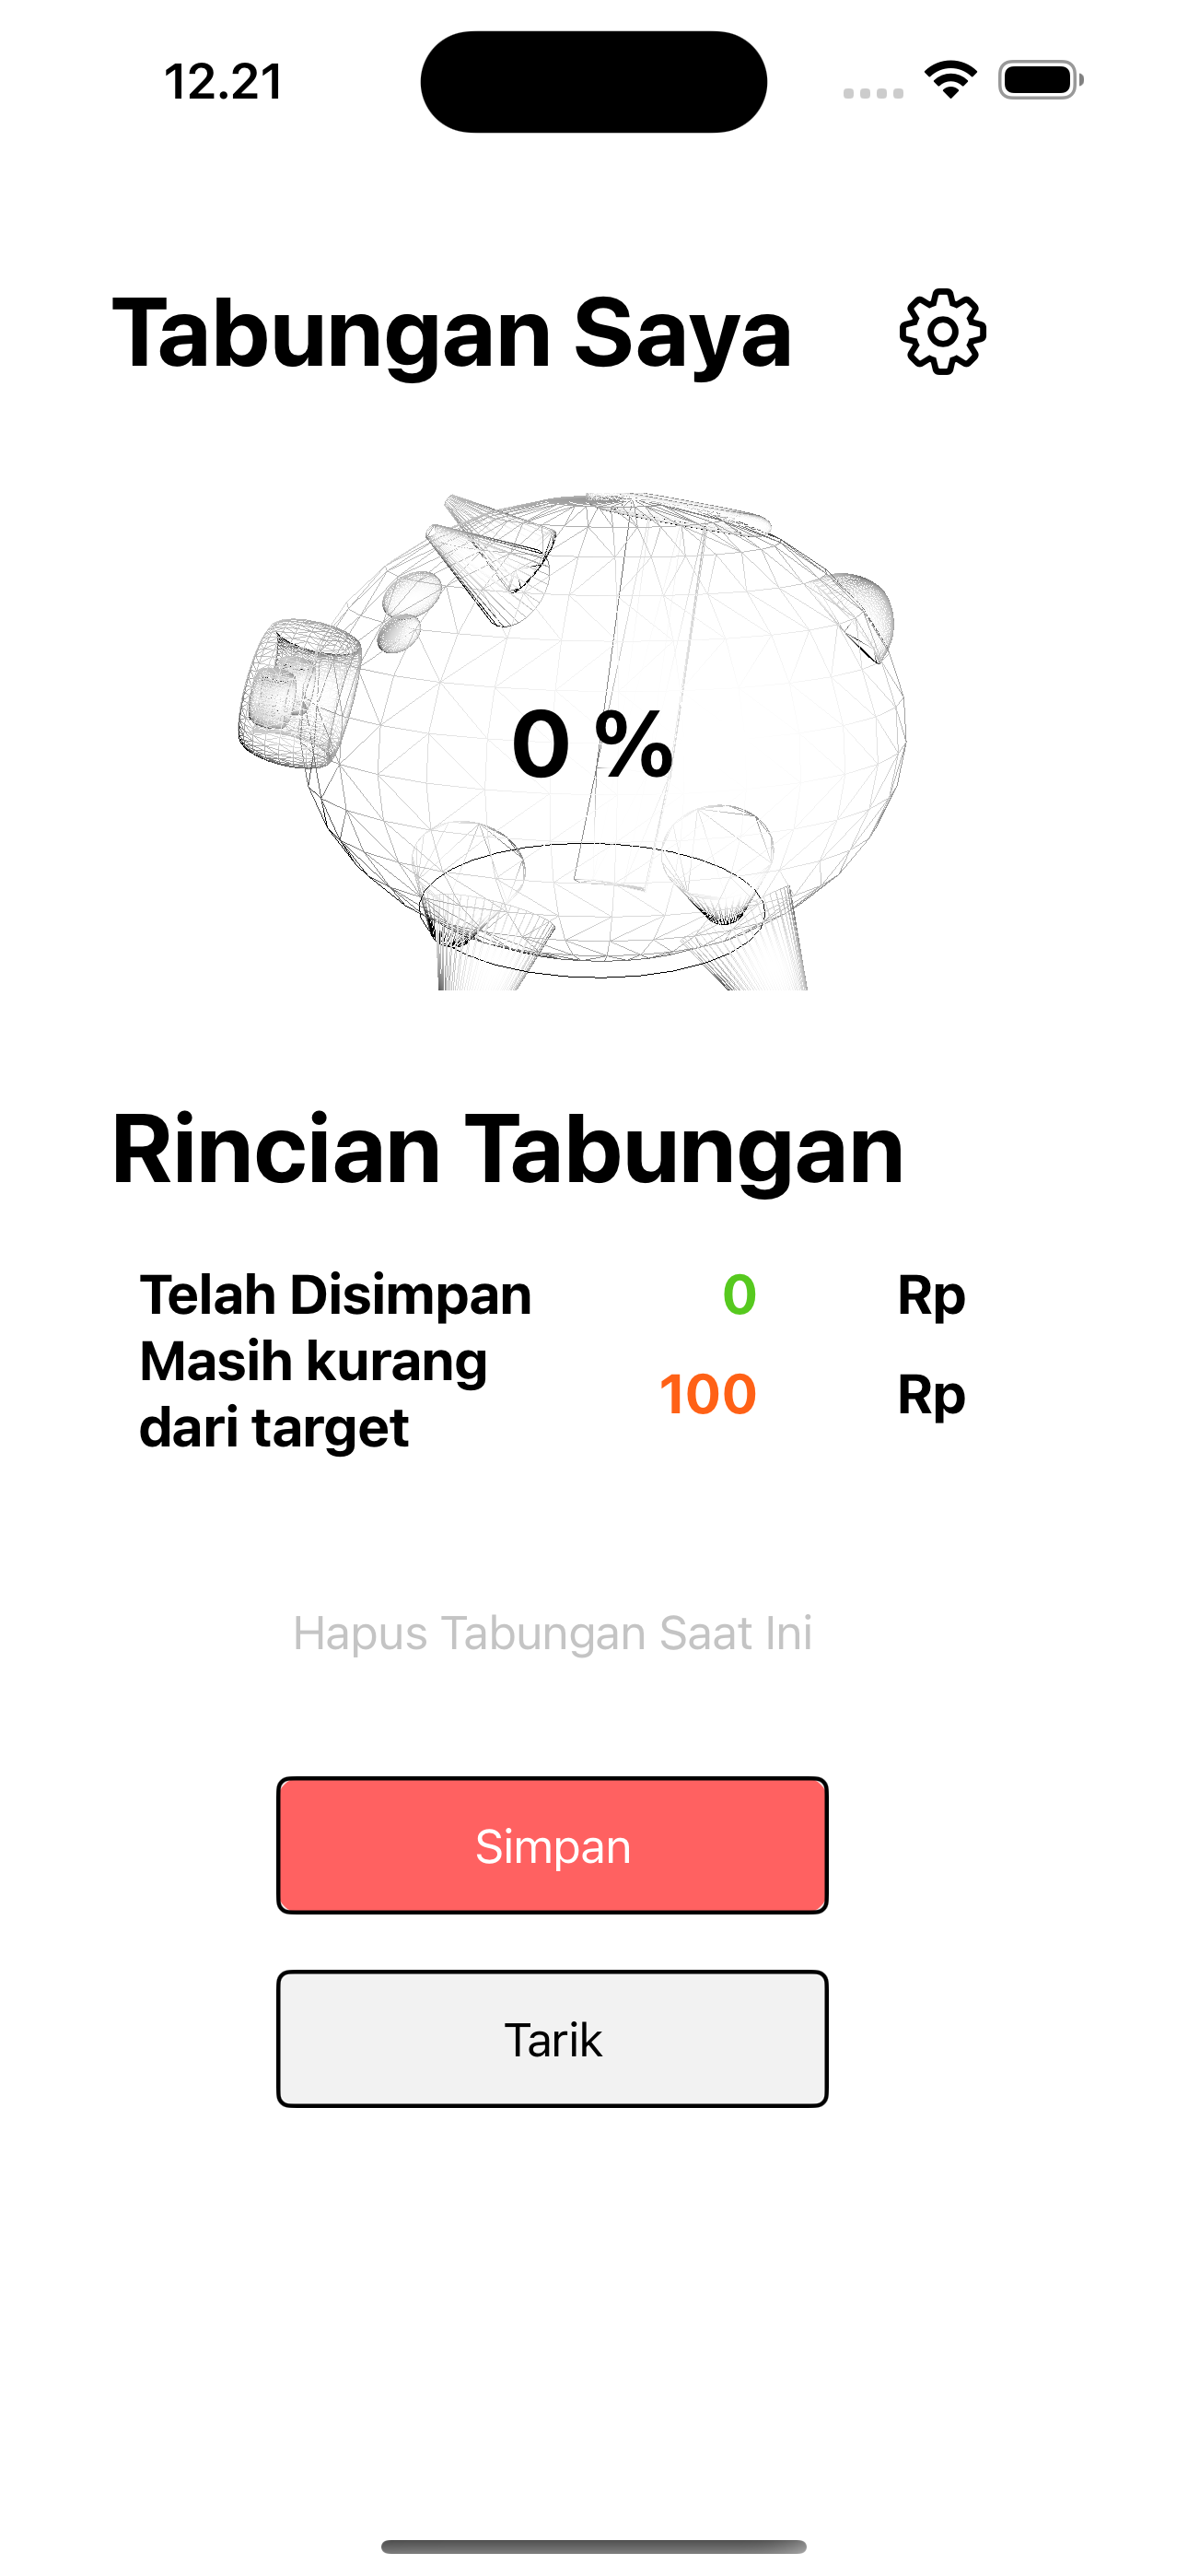 12.21
Tabungan Saya
0 %
Rincian Tabungan
Telah Disimpan 0 Rp
Masih kurang
dari target 100 Rp
Hapus Tabungan Saat Ini
Simpan
Tarik